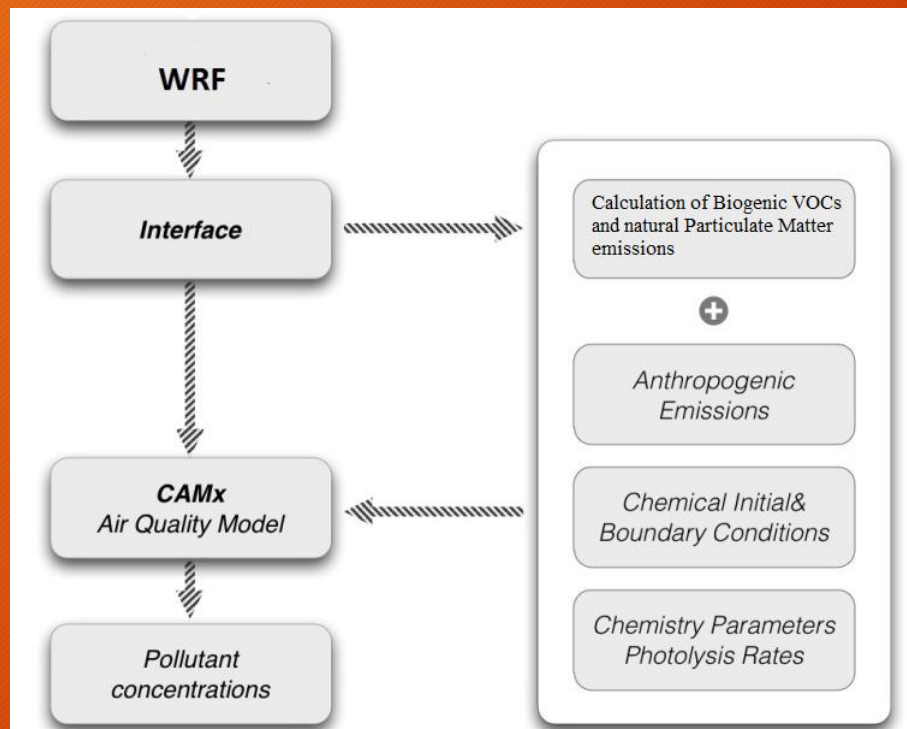 WRF
Interface
Calculation of Biogenic VOCs
and natural Particulate Matter
emissions
Anthropogenic
Emissions
CAMx
Air Quality Model
Chemical Initial&
Boundary Conditions
Chemistry Parameters
Photolysis Rates
Pollutant
concentrations